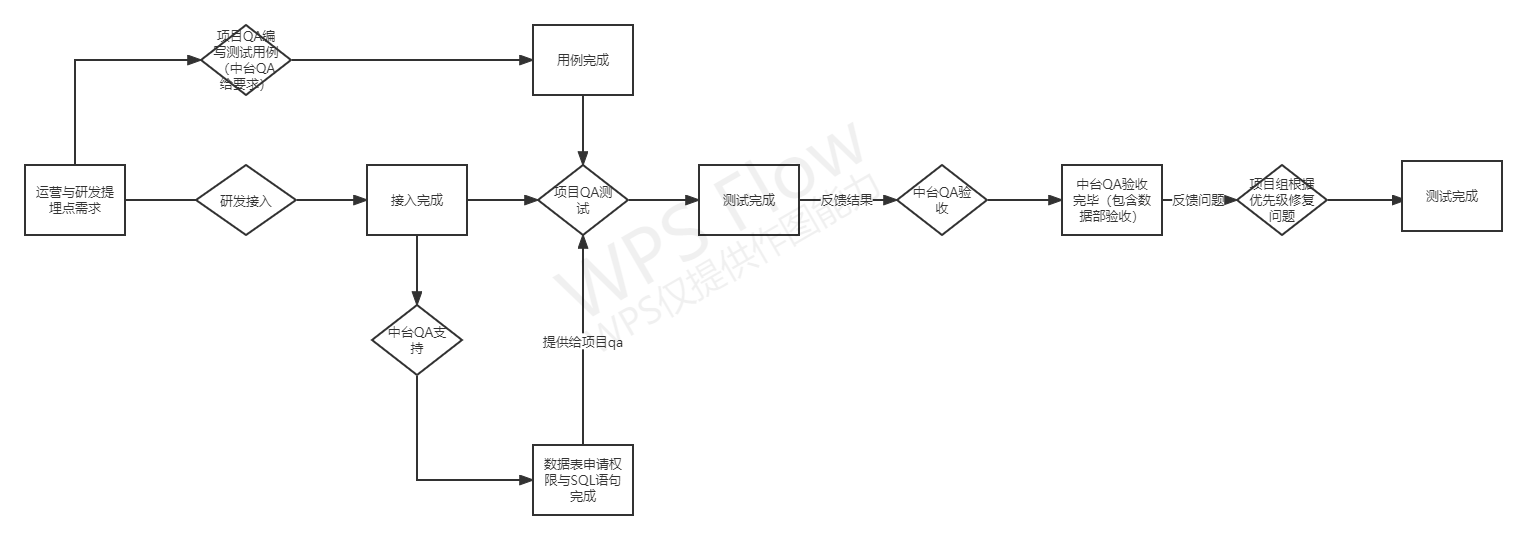 项目QA编
写测试用例
（中台QA
给要求）
用例完成
运营与研发提
埋点需求
研发接入
接入完成
项目QA测
试
测试完成
反馈结果
中台QA验
收
中台QA验收
完毕（包含数
据部验收）
反馈问题
项目组根据
优先级修复
问题
测试完成
中台QA支
持
提供给项目qa
数据表申请权
限与SQL语句
完成
WPS Flow
WPS仅提供作图能力